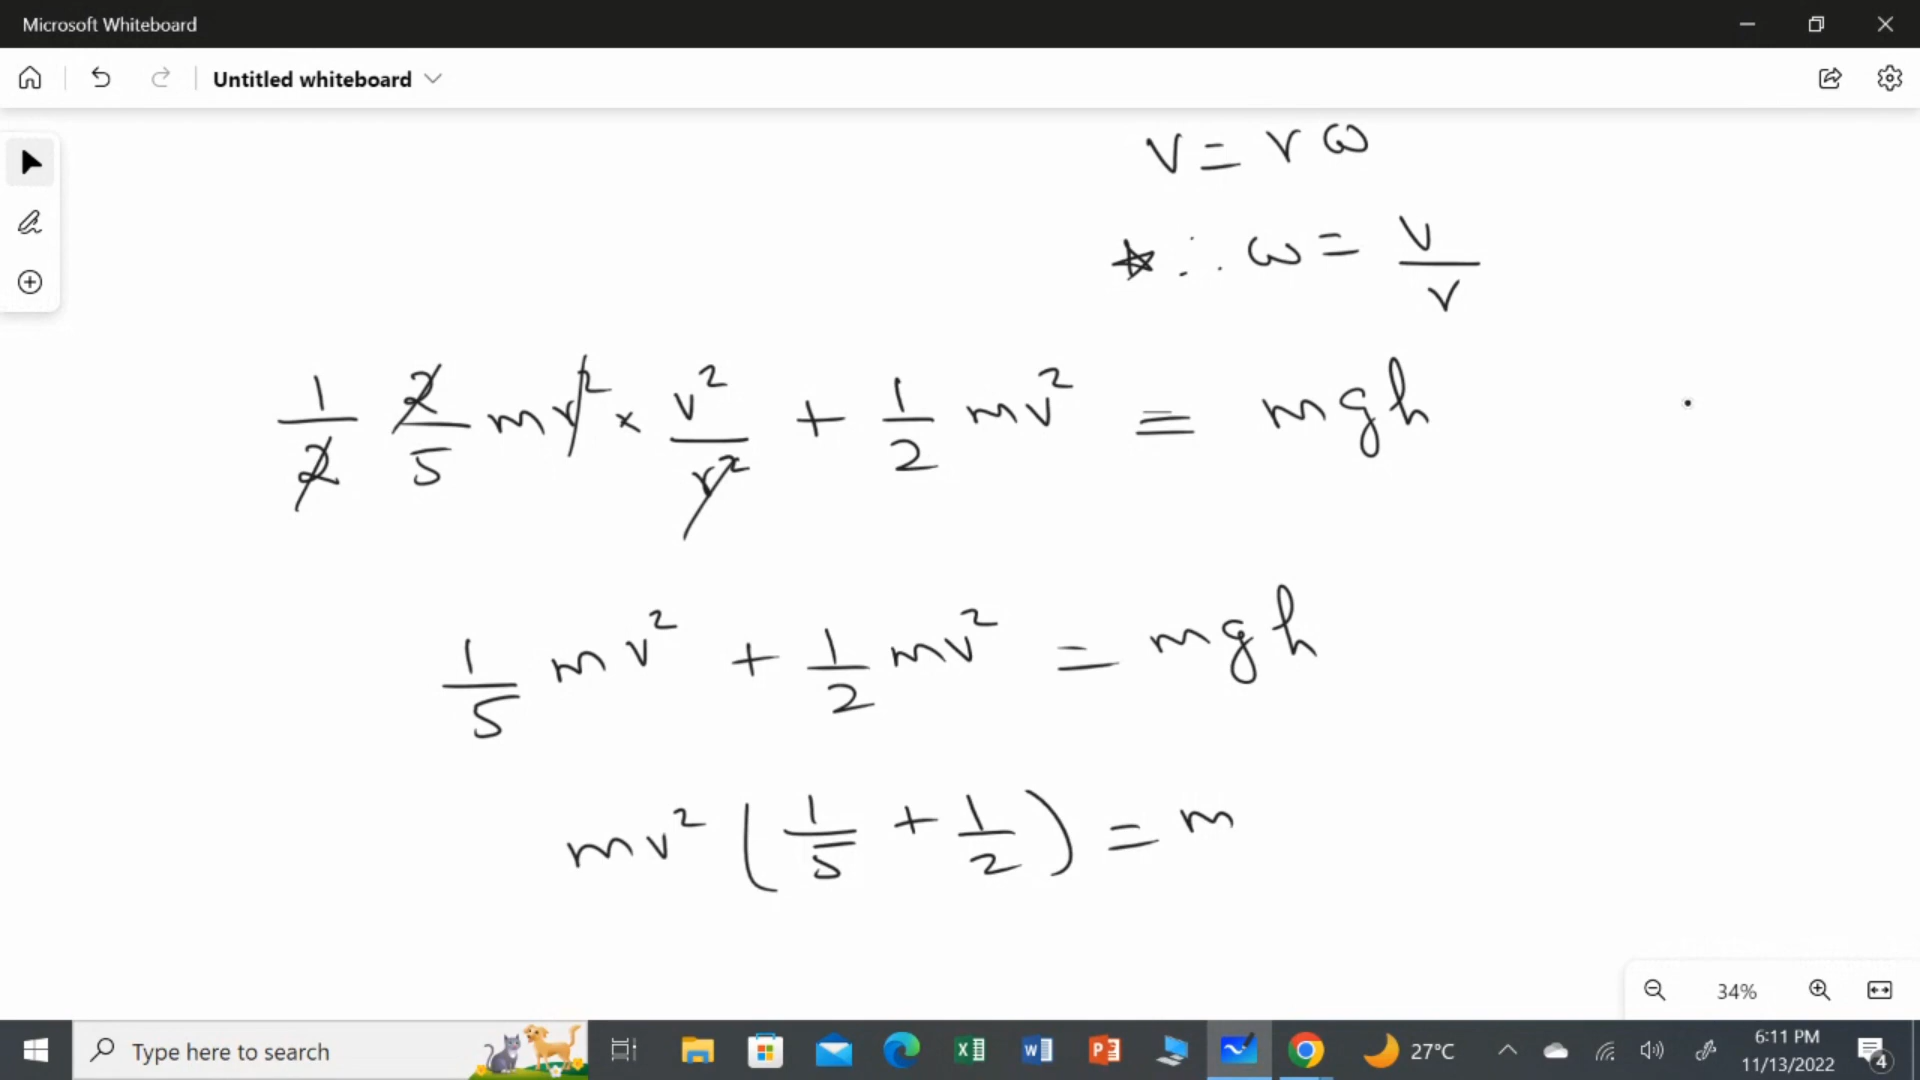 Microsoft Whiteboard
Untitled whiteboard
v = r ω
∴ ω = v/r
1/2 2/5 mr² × v²/r² + 1/2 mv² = mgh
1/5 mv² + 1/2 mv² = mgh
mv² (1/5 + 1/2) = m
34%
Type here to search
27°C
6:11 PM
11/13/2022
4